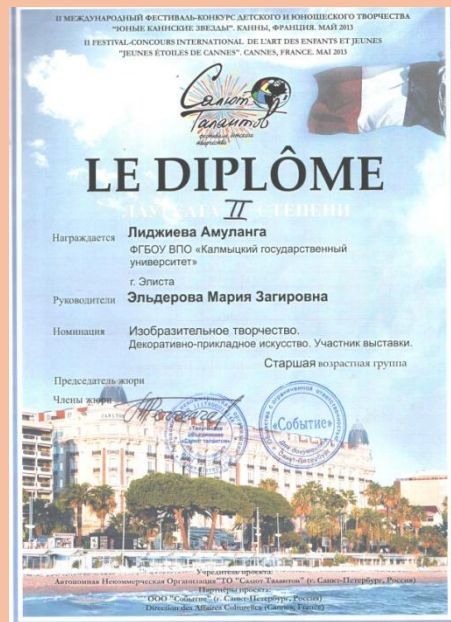 II МЕЖДУНАРОДНЫЙ ФЕСТИВАЛЬ-КОНКУРС ДЕТСКОГО И ЮНОШЕСКОГО ТВОРЧЕСТВА
"ЮНЫЕ КАННСКИЕ ЗВЕЗДЫ". КАННЫ, ФРАНЦИЯ. МАЙ 2013
II FESTIVAL-CONCOURS INTERNATIONAL DE L'ART DES ENFANTS ET JEUNES
"JEUNES ÉTOILES DE CANNES". CANNES, FRANCE. MAI 2013
Салют
Талантов
LE DIPLÔME
ЛАУРЕАТА II СТЕПЕНИ
Награждается Лиджиева Амуланга
ФГБОУ ВПО «Калмыцкий государственный
университет»
г. Элиста
Руководители Эльдерова Мария Загировна
Номинация Изобразительное творчество.
Декоративно-прикладное искусство. Участник выставки.
Старшая возрастная группа
Председатель жюри
Члены жюри
«Событие»
CARLTON
Учредитель проекта:
Автономная Некоммерческая Организация "ТО "Салют Талантов" (г. Санкт-Петербург, Россия)
Партнёры проекта:
ООО "Событие" (г. Санкт-Петербург, Россия)
Direction des Affaires Culturelles (Cannes, France)